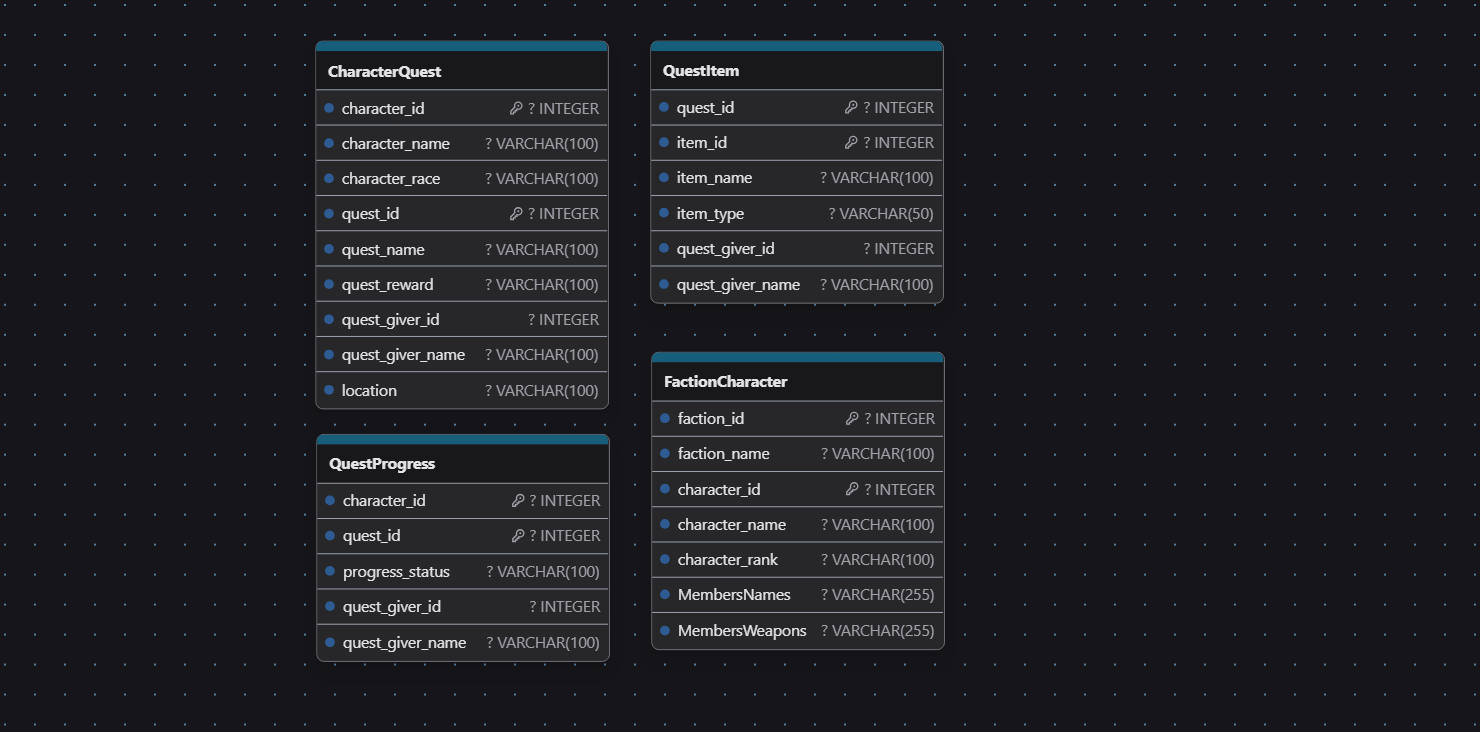 CharacterQuest
character_id ? INTEGER
character_name ? VARCHAR(100)
character_race ? VARCHAR(100)
quest_id ? INTEGER
quest_name ? VARCHAR(100)
quest_reward ? VARCHAR(100)
quest_giver_id ? INTEGER
quest_giver_name ? VARCHAR(100)
location ? VARCHAR(100)
QuestItem
quest_id ? INTEGER
item_id ? INTEGER
item_name ? VARCHAR(100)
item_type ? VARCHAR(50)
quest_giver_id ? INTEGER
quest_giver_name ? VARCHAR(100)
QuestProgress
character_id ? INTEGER
quest_id ? INTEGER
progress_status ? VARCHAR(100)
quest_giver_id ? INTEGER
quest_giver_name ? VARCHAR(100)
FactionCharacter
faction_id ? INTEGER
faction_name ? VARCHAR(100)
character_id ? INTEGER
character_name ? VARCHAR(100)
character_rank ? VARCHAR(100)
MembersNames ? VARCHAR(255)
MembersWeapons ? VARCHAR(255)